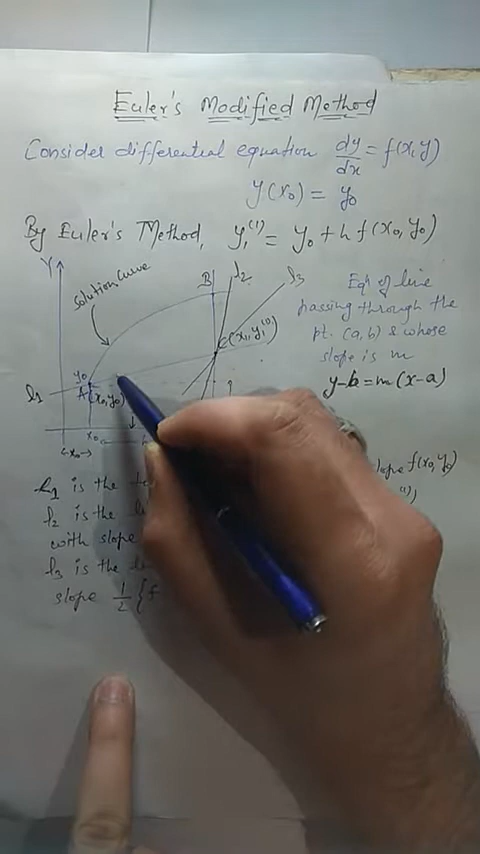 Euler's Modified Method
Consider differential equation dy/dx = f(x,y)
y(x₀) = y₀
By Euler's Method, y₁⁽¹⁾ = y₀ + h f(x₀, y₀)
Y
solution curve
B
l₂
l₃
C(x₁, y₁⁽¹⁾)
y₀
l₁
A(x₀, y₀)
x₀
←x₀→
Eqⁿ of line
passing through the
pt. (a, b) & whose
slope is m
y-b = m(x-a)
l₁ is the
slope f(x₀, y₀)
l₂ is the
with slope
l₃ is the
slope 1/2 {f